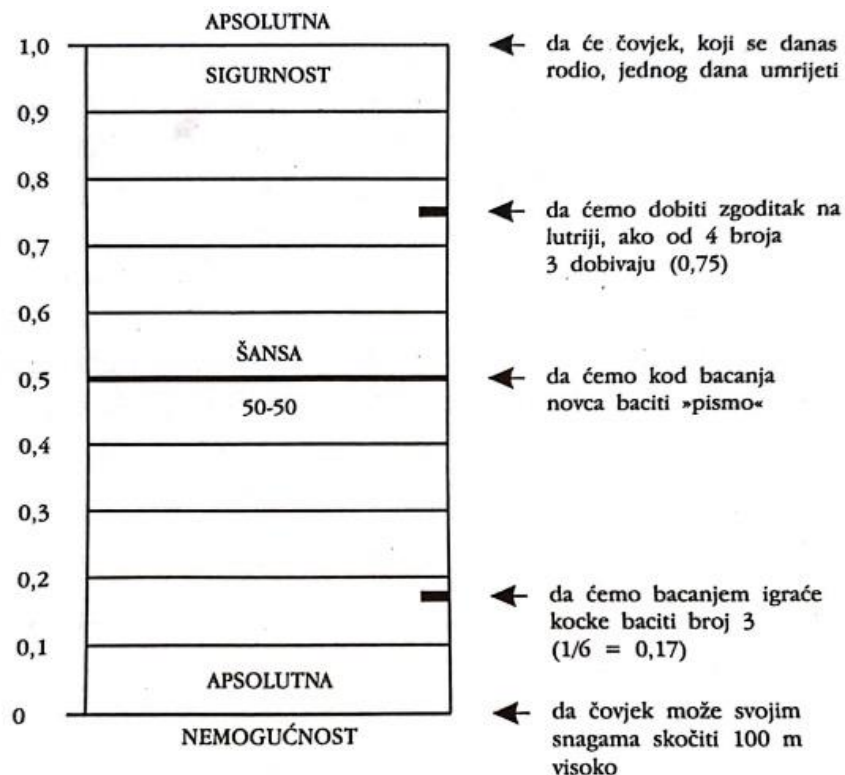 APSOLUTNA
1,0
da će čovjek, koji se danas
rodio, jednog dana umrijeti
SIGURNOST
0,9
0,8
da ćemo dobiti zgoditak na
lutriji, ako od 4 broja
3 dobivaju (0,75)
0,7
0,6
ŠANSA
0,5
da ćemo kod bacanja
novca baciti »pismo«
50-50
0,4
0,3
0,2
da ćemo bacanjem igraće
kocke baciti broj 3
(1/6 = 0,17)
0,1
APSOLUTNA
0
NEMOGUĆNOST
da čovjek može svojim
snagama skočiti 100 m
visoko